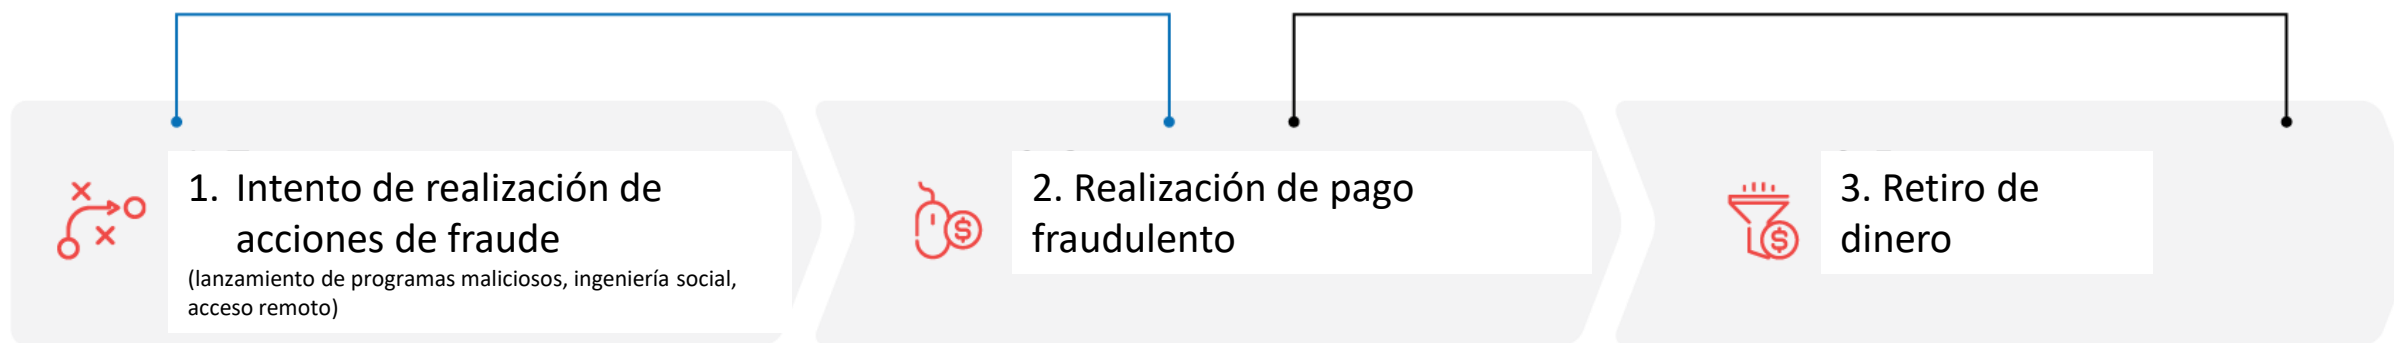 1. Intento de realización de
acciones de fraude
(lanzamiento de programas maliciosos, ingeniería social,
acceso remoto)
2. Realización de pago
fraudulento
3. Retiro de
dinero